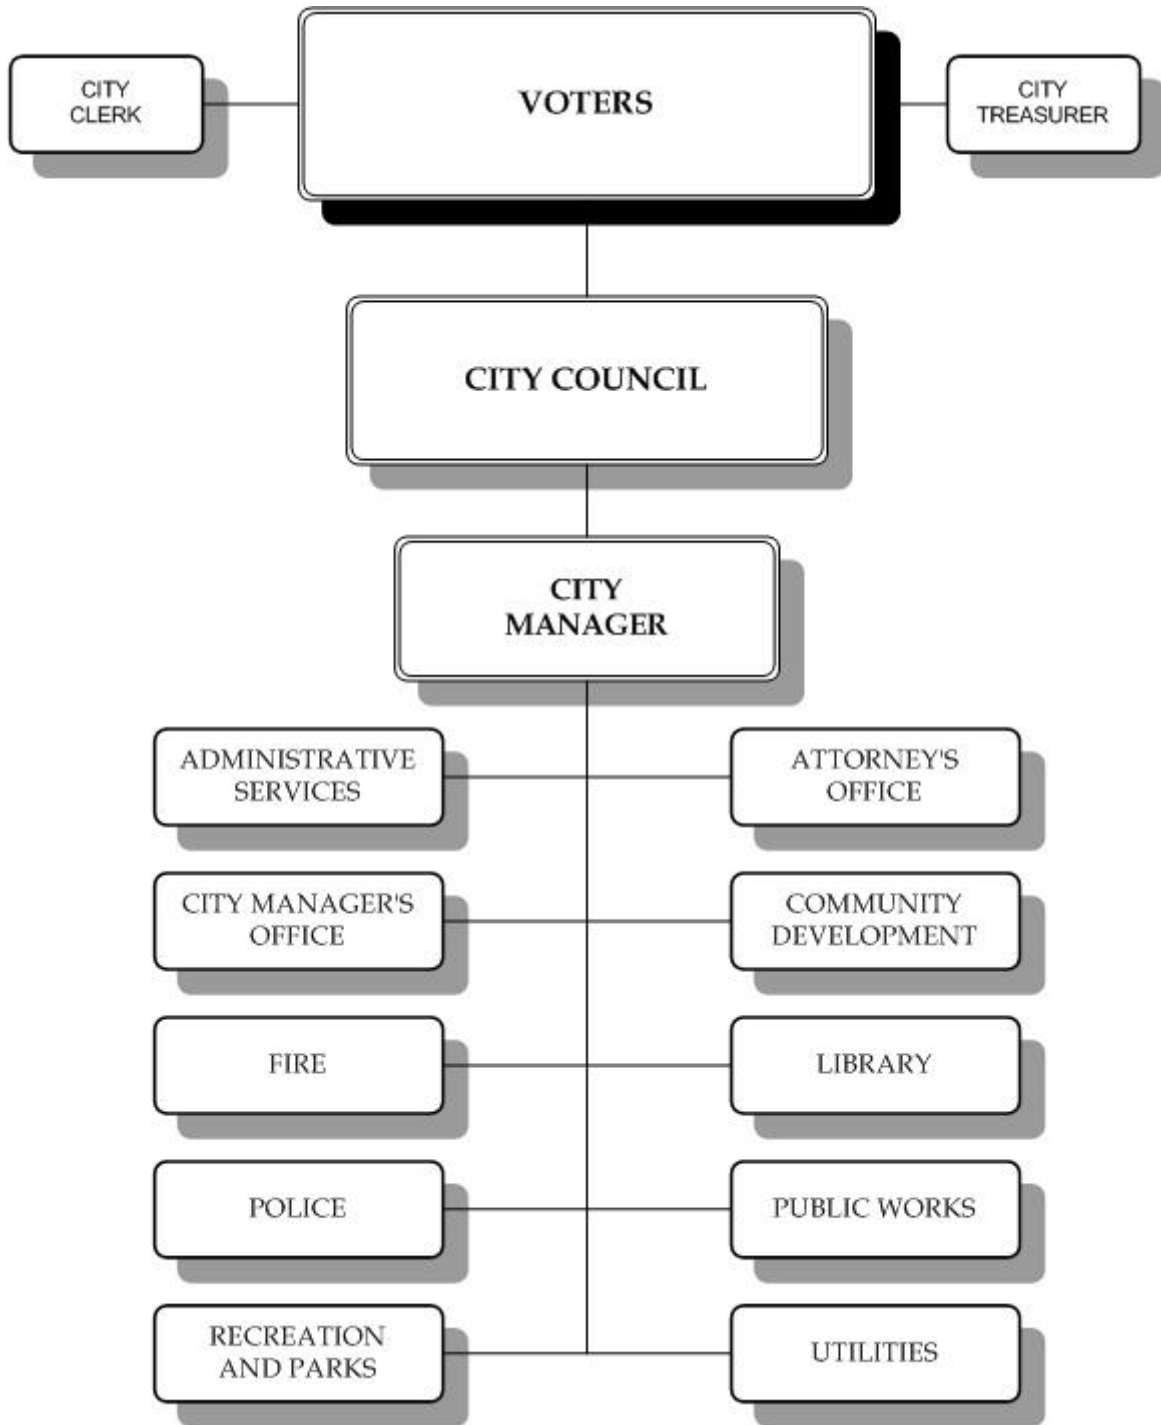 CITY
CLERK
VOTERS
CITY
TREASURER
CITY COUNCIL
CITY
MANAGER
ADMINISTRATIVE
SERVICES
ATTORNEY'S
OFFICE
CITY MANAGER'S
OFFICE
COMMUNITY
DEVELOPMENT
FIRE
LIBRARY
POLICE
PUBLIC WORKS
RECREATION
AND PARKS
UTILITIES